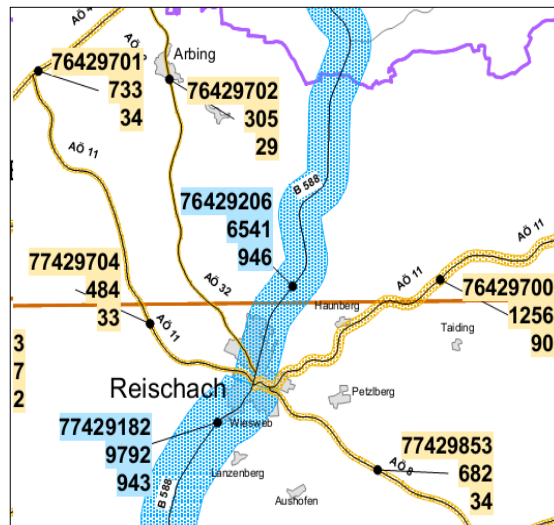 AÖ 4
Arbing
76429701
733
34
76429702
305
29
AÖ 11
B 588
76429206
6541
946
AÖ 11
77429704
484
33
AÖ 32
AÖ 11
76429700
1256
90
Haunberg
AÖ 11
Taiding
3
7
2
Reischach
Petzlberg
77429182
9792
943
Wiesweb
77429853
682
34
Lanzenberg
AÖ 8
B 588
Aushofen